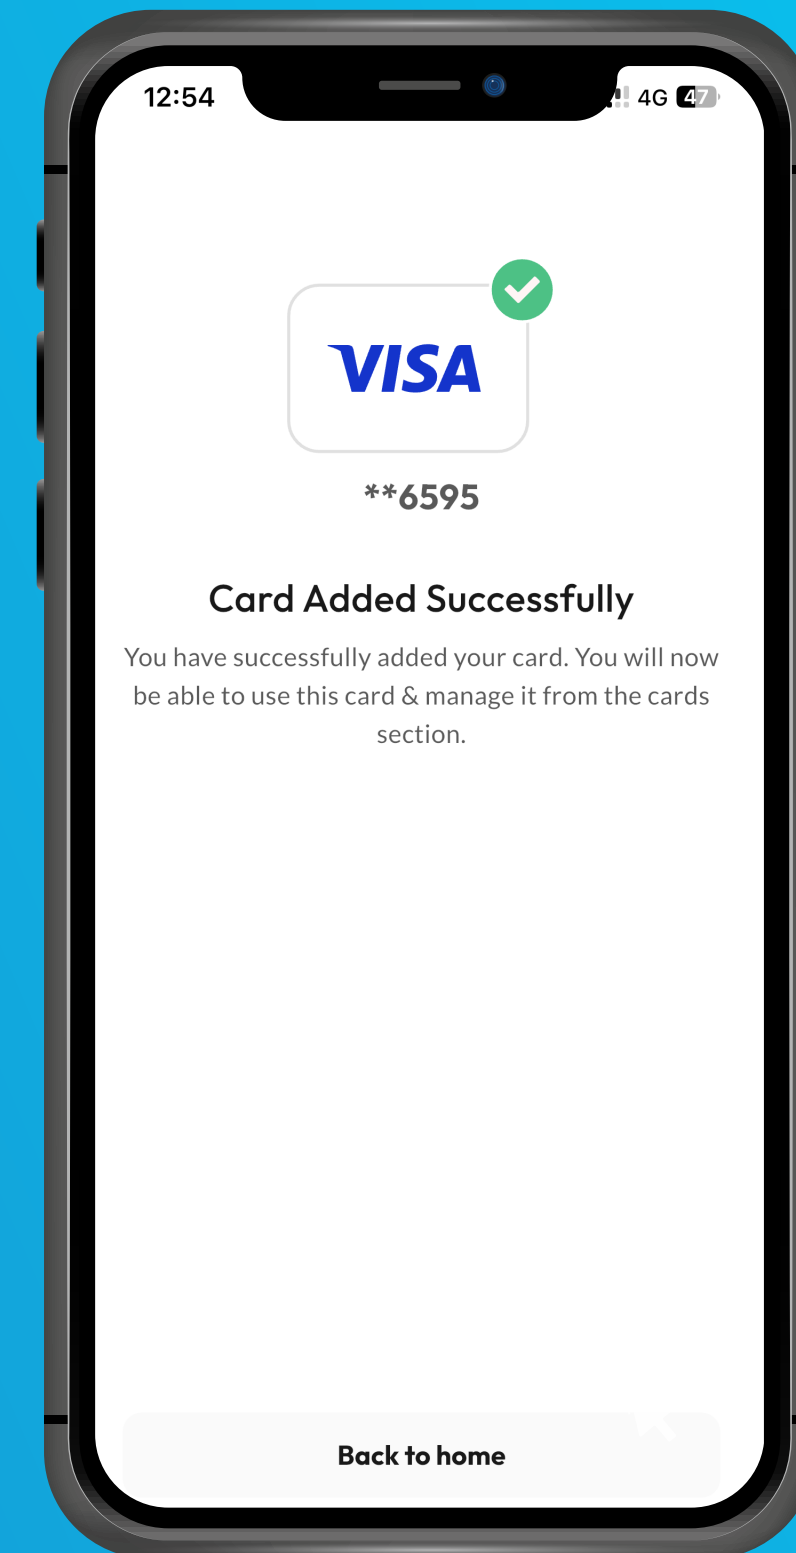 12:54
4G 47
VISA
**6595
Card Added Successfully
You have successfully added your card. You will now
be able to use this card & manage it from the cards
section.
Back to home